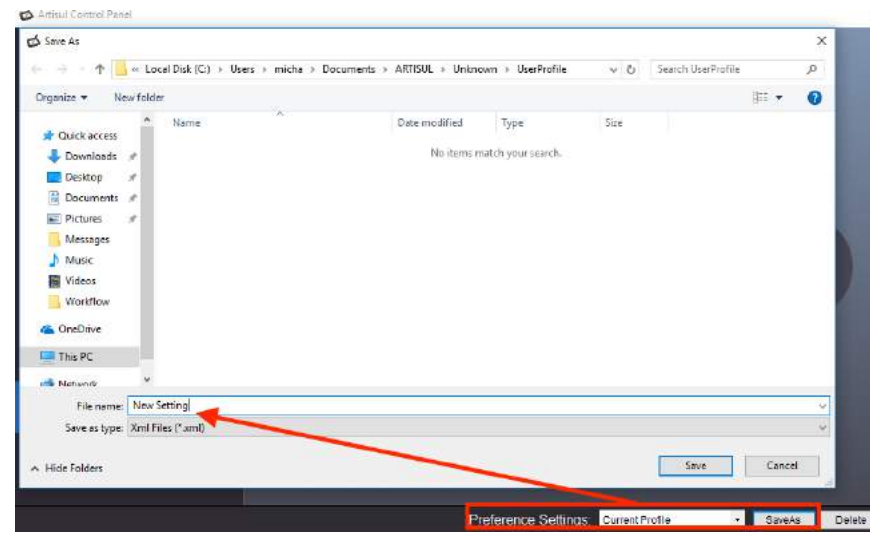 Artisul Control Panel
Save As
« Local Disk (C:) › Users › micha › Documents › ARTISUL › Unknown › UserProfile
Search UserProfile
Organize
New folder
Name Date modified Type Size
No items match your search.
Quick access
Downloads
Desktop
Documents
Pictures
Messages
Music
Videos
Workflow
OneDrive
This PC
Network
File name: New Setting
Save as type: Xml Files (*.xml)
Hide Folders
Save
Cancel
Preference Settings: Current Profile SaveAs Delete